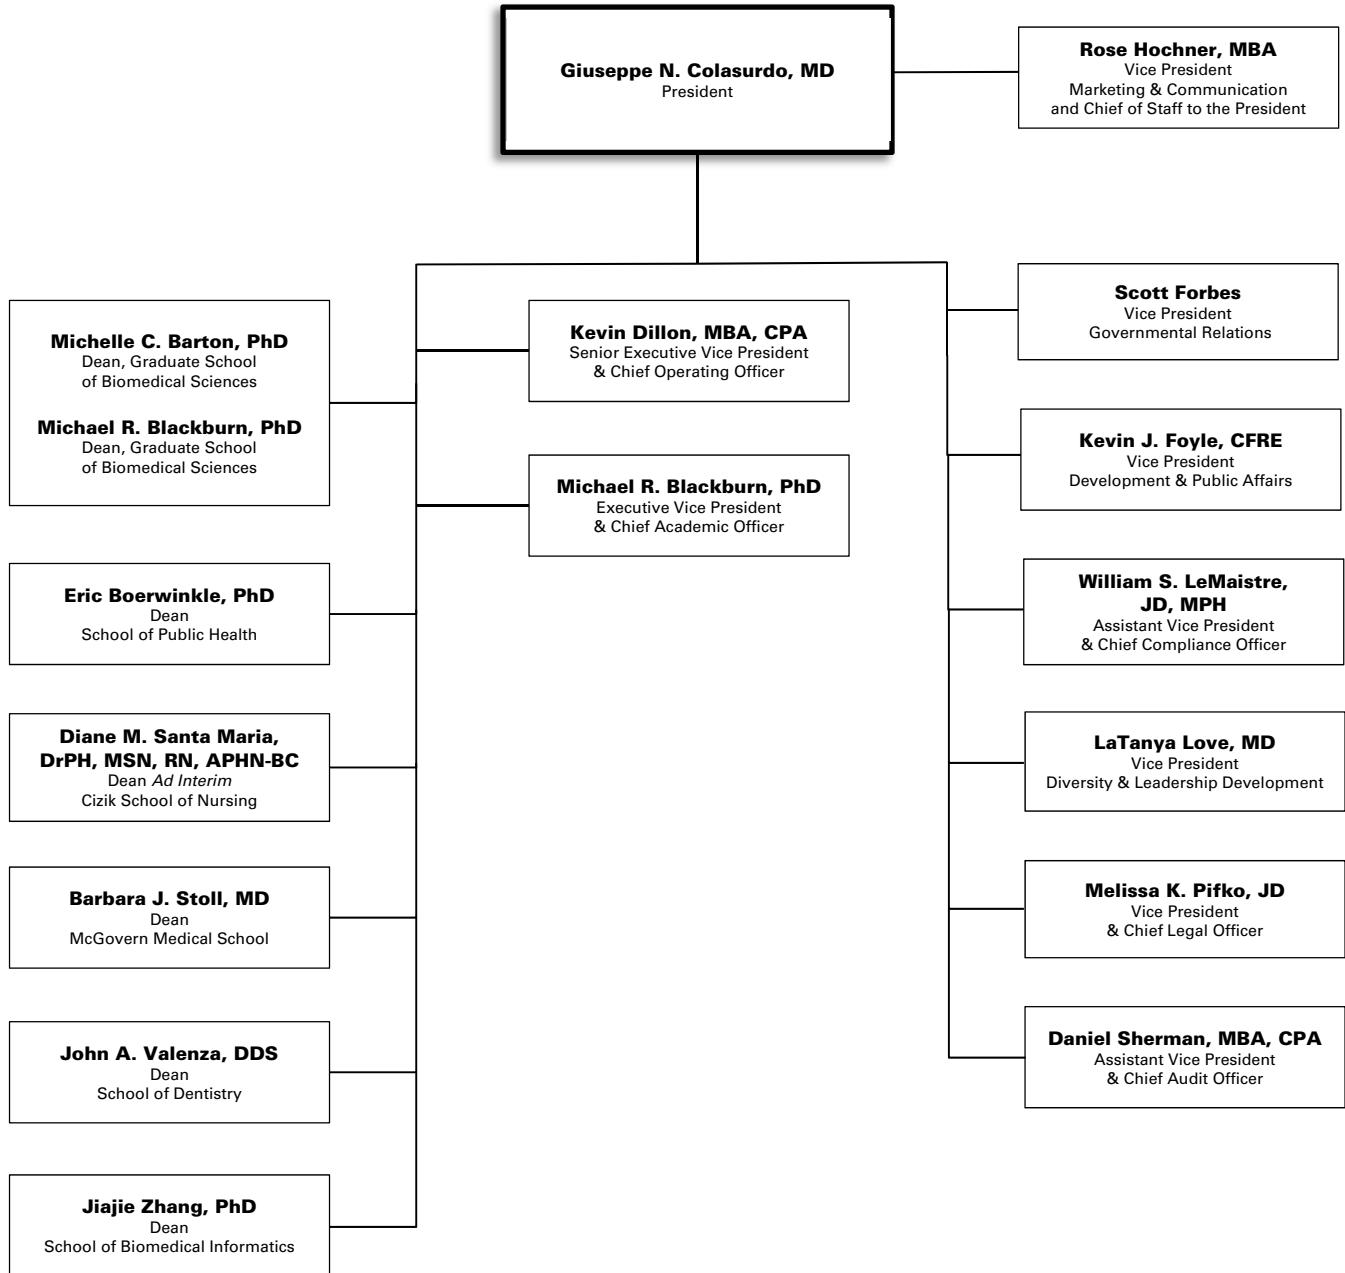 Giuseppe N. Colasurdo, MD
President
Rose Hochner, MBA
Vice President
Marketing & Communication
and Chief of Staff to the President
Michelle C. Barton, PhD
Dean, Graduate School
of Biomedical Sciences
Michael R. Blackburn, PhD
Dean, Graduate School
of Biomedical Sciences
Eric Boerwinkle, PhD
Dean
School of Public Health
Diane M. Santa Maria,
DrPH, MSN, RN, APHN-BC
Dean Ad Interim
Cizik School of Nursing
Barbara J. Stoll, MD
Dean
McGovern Medical School
John A. Valenza, DDS
Dean
School of Dentistry
Jiajie Zhang, PhD
Dean
School of Biomedical Informatics
Kevin Dillon, MBA, CPA
Senior Executive Vice President
& Chief Operating Officer
Michael R. Blackburn, PhD
Executive Vice President
& Chief Academic Officer
Scott Forbes
Vice President
Governmental Relations
Kevin J. Foyle, CFRE
Vice President
Development & Public Affairs
William S. LeMaistre,
JD, MPH
Assistant Vice President
& Chief Compliance Officer
LaTanya Love, MD
Vice President
Diversity & Leadership Development
Melissa K. Pifko, JD
Vice President
& Chief Legal Officer
Daniel Sherman, MBA, CPA
Assistant Vice President
& Chief Audit Officer